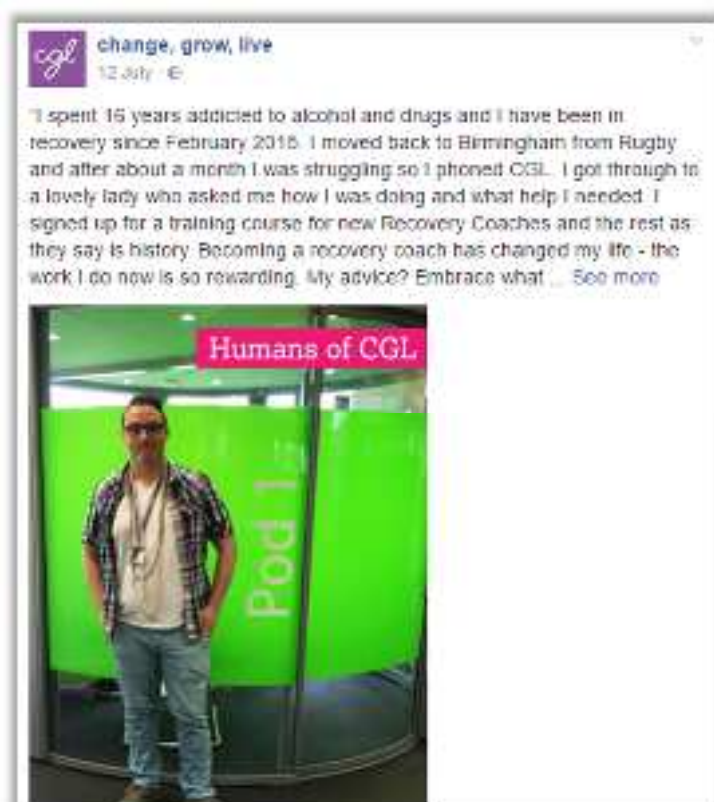 cgl
change, grow, live
12 July
"I spent 16 years addicted to alcohol and drugs and I have been in
recovery since February 2015. I moved back to Birmingham from Rugby
and after about a month I was struggling so I phoned CGL. I got through to
a lovely lady who asked me how I was doing and what help I needed. I
signed up for a training course for new Recovery Coaches and the rest as
they say is history. Becoming a recovery coach has changed my life - the
work I do now is so rewarding. My advice? Embrace what ... See more
Humans of CGL
Pod 1